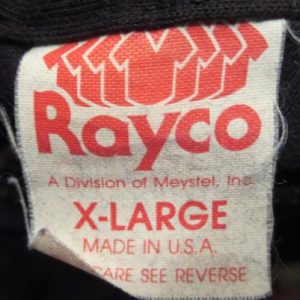 Rayco
A Division of Meystel, Inc.
X-LARGE
MADE IN U.S.A.
CARE SEE REVERSE